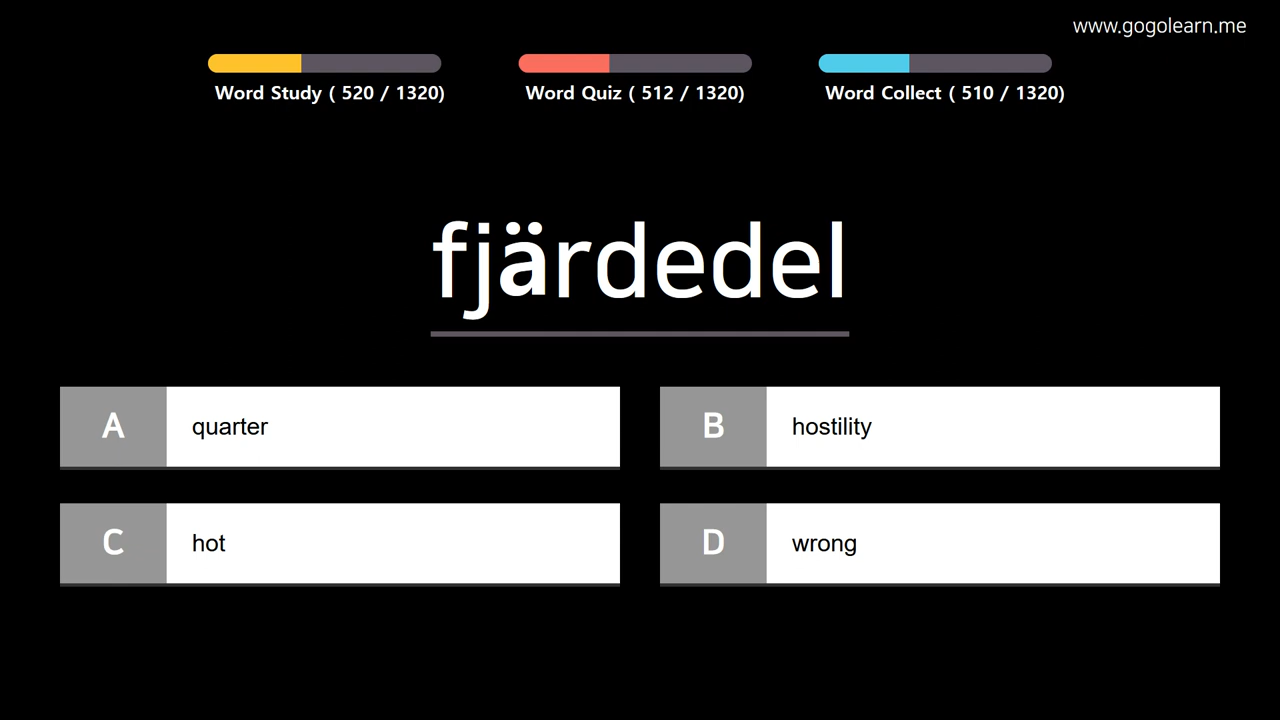 www.gogolearn.me
Word Study ( 520 / 1320)
Word Quiz ( 512 / 1320)
Word Collect ( 510 / 1320)
fjärdedel
A quarter
B hostility
C hot
D wrong